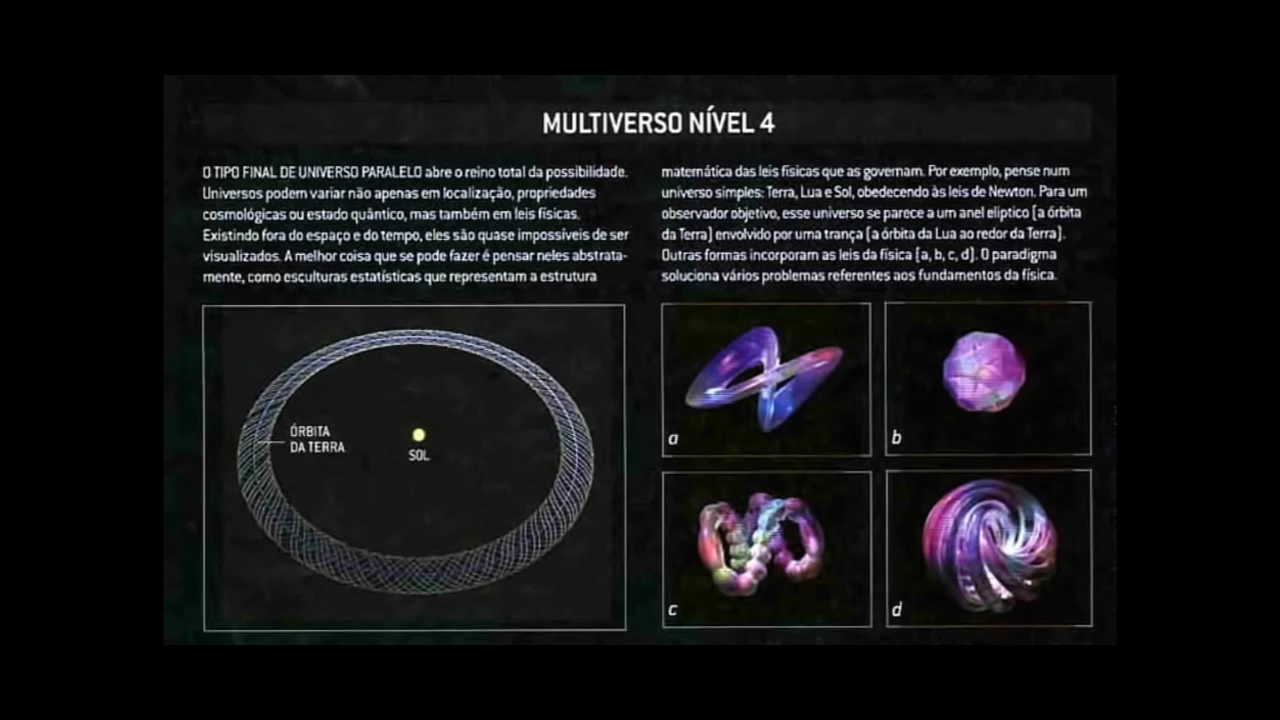 MULTIVERSO NÍVEL 4
O TIPO FINAL DE UNIVERSO PARALELO abre o reino total da possibilidade.
Universos podem variar não apenas em localização, propriedades
cosmológicas ou estado quântico, mas também em leis físicas.
Existindo fora do espaço e do tempo, eles são quase impossíveis de ser
visualizados. A melhor coisa que se pode fazer é pensar neles abstrata-
mente, como esculturas estatísticas que representam a estrutura
matemática das leis físicas que as governam. Por exemplo, pense num
universo simples: Terra, Lua e Sol, obedecendo às leis de Newton. Para um
observador objetivo, esse universo se parece a um anel elíptico [a órbita
da Terra] envolvido por uma trança [a órbita da Lua ao redor da Terra].
Outras formas incorporam as leis da física [a, b, c, d]. O paradigma
soluciona vários problemas referentes aos fundamentos da física.
ÓRBITA
DA TERRA
SOL
a
b
c
d